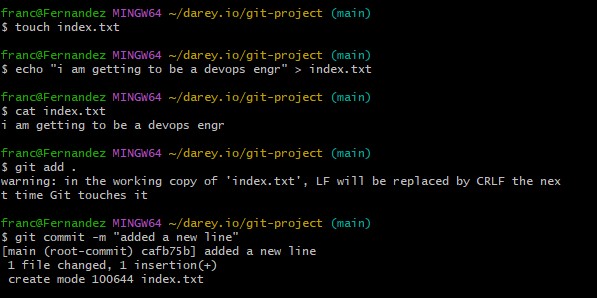 franc@Fernandez MINGW64 ~/darey.io/git-project (main)
$ touch index.txt
franc@Fernandez MINGW64 ~/darey.io/git-project (main)
$ echo "i am getting to be a devops engr" > index.txt
franc@Fernandez MINGW64 ~/darey.io/git-project (main)
$ cat index.txt
i am getting to be a devops engr
franc@Fernandez MINGW64 ~/darey.io/git-project (main)
$ git add .
warning: in the working copy of 'index.txt', LF will be replaced by CRLF the nex
t time Git touches it
franc@Fernandez MINGW64 ~/darey.io/git-project (main)
$ git commit -m "added a new line"
[main (root-commit) cafb75b] added a new line
 1 file changed, 1 insertion(+)
 create mode 100644 index.txt